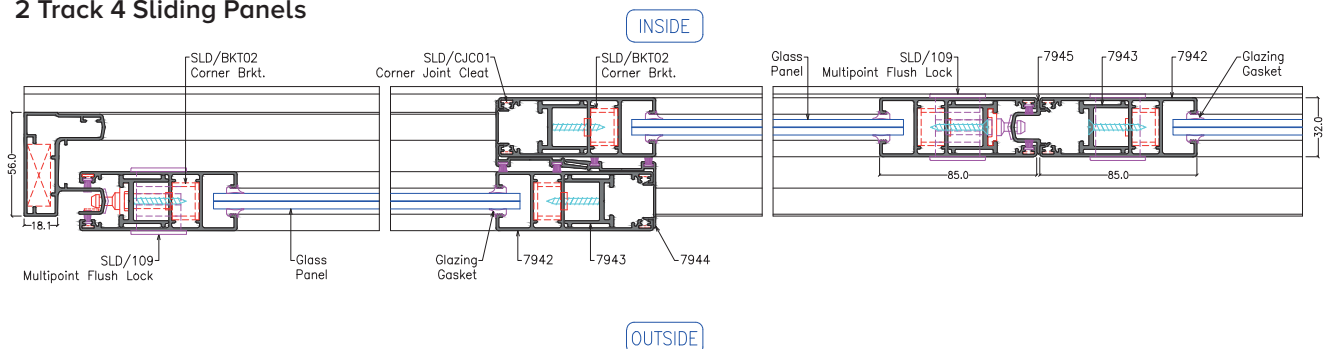 2 Track 4 Sliding Panels
INSIDE
SLD/BKT02
Corner Brkt.
SLD/CJC01
Corner Joint Cleat
SLD/BKT02
Corner Brkt.
Glass
Panel
SLD/109
Multipoint Flush Lock
7945
7943
7942
Glazing
Gasket
56.0
18.1
32.0
85.0
85.0
SLD/109
Multipoint Flush Lock
Glass
Panel
Glazing
Gasket
7942
7943
7944
OUTSIDE